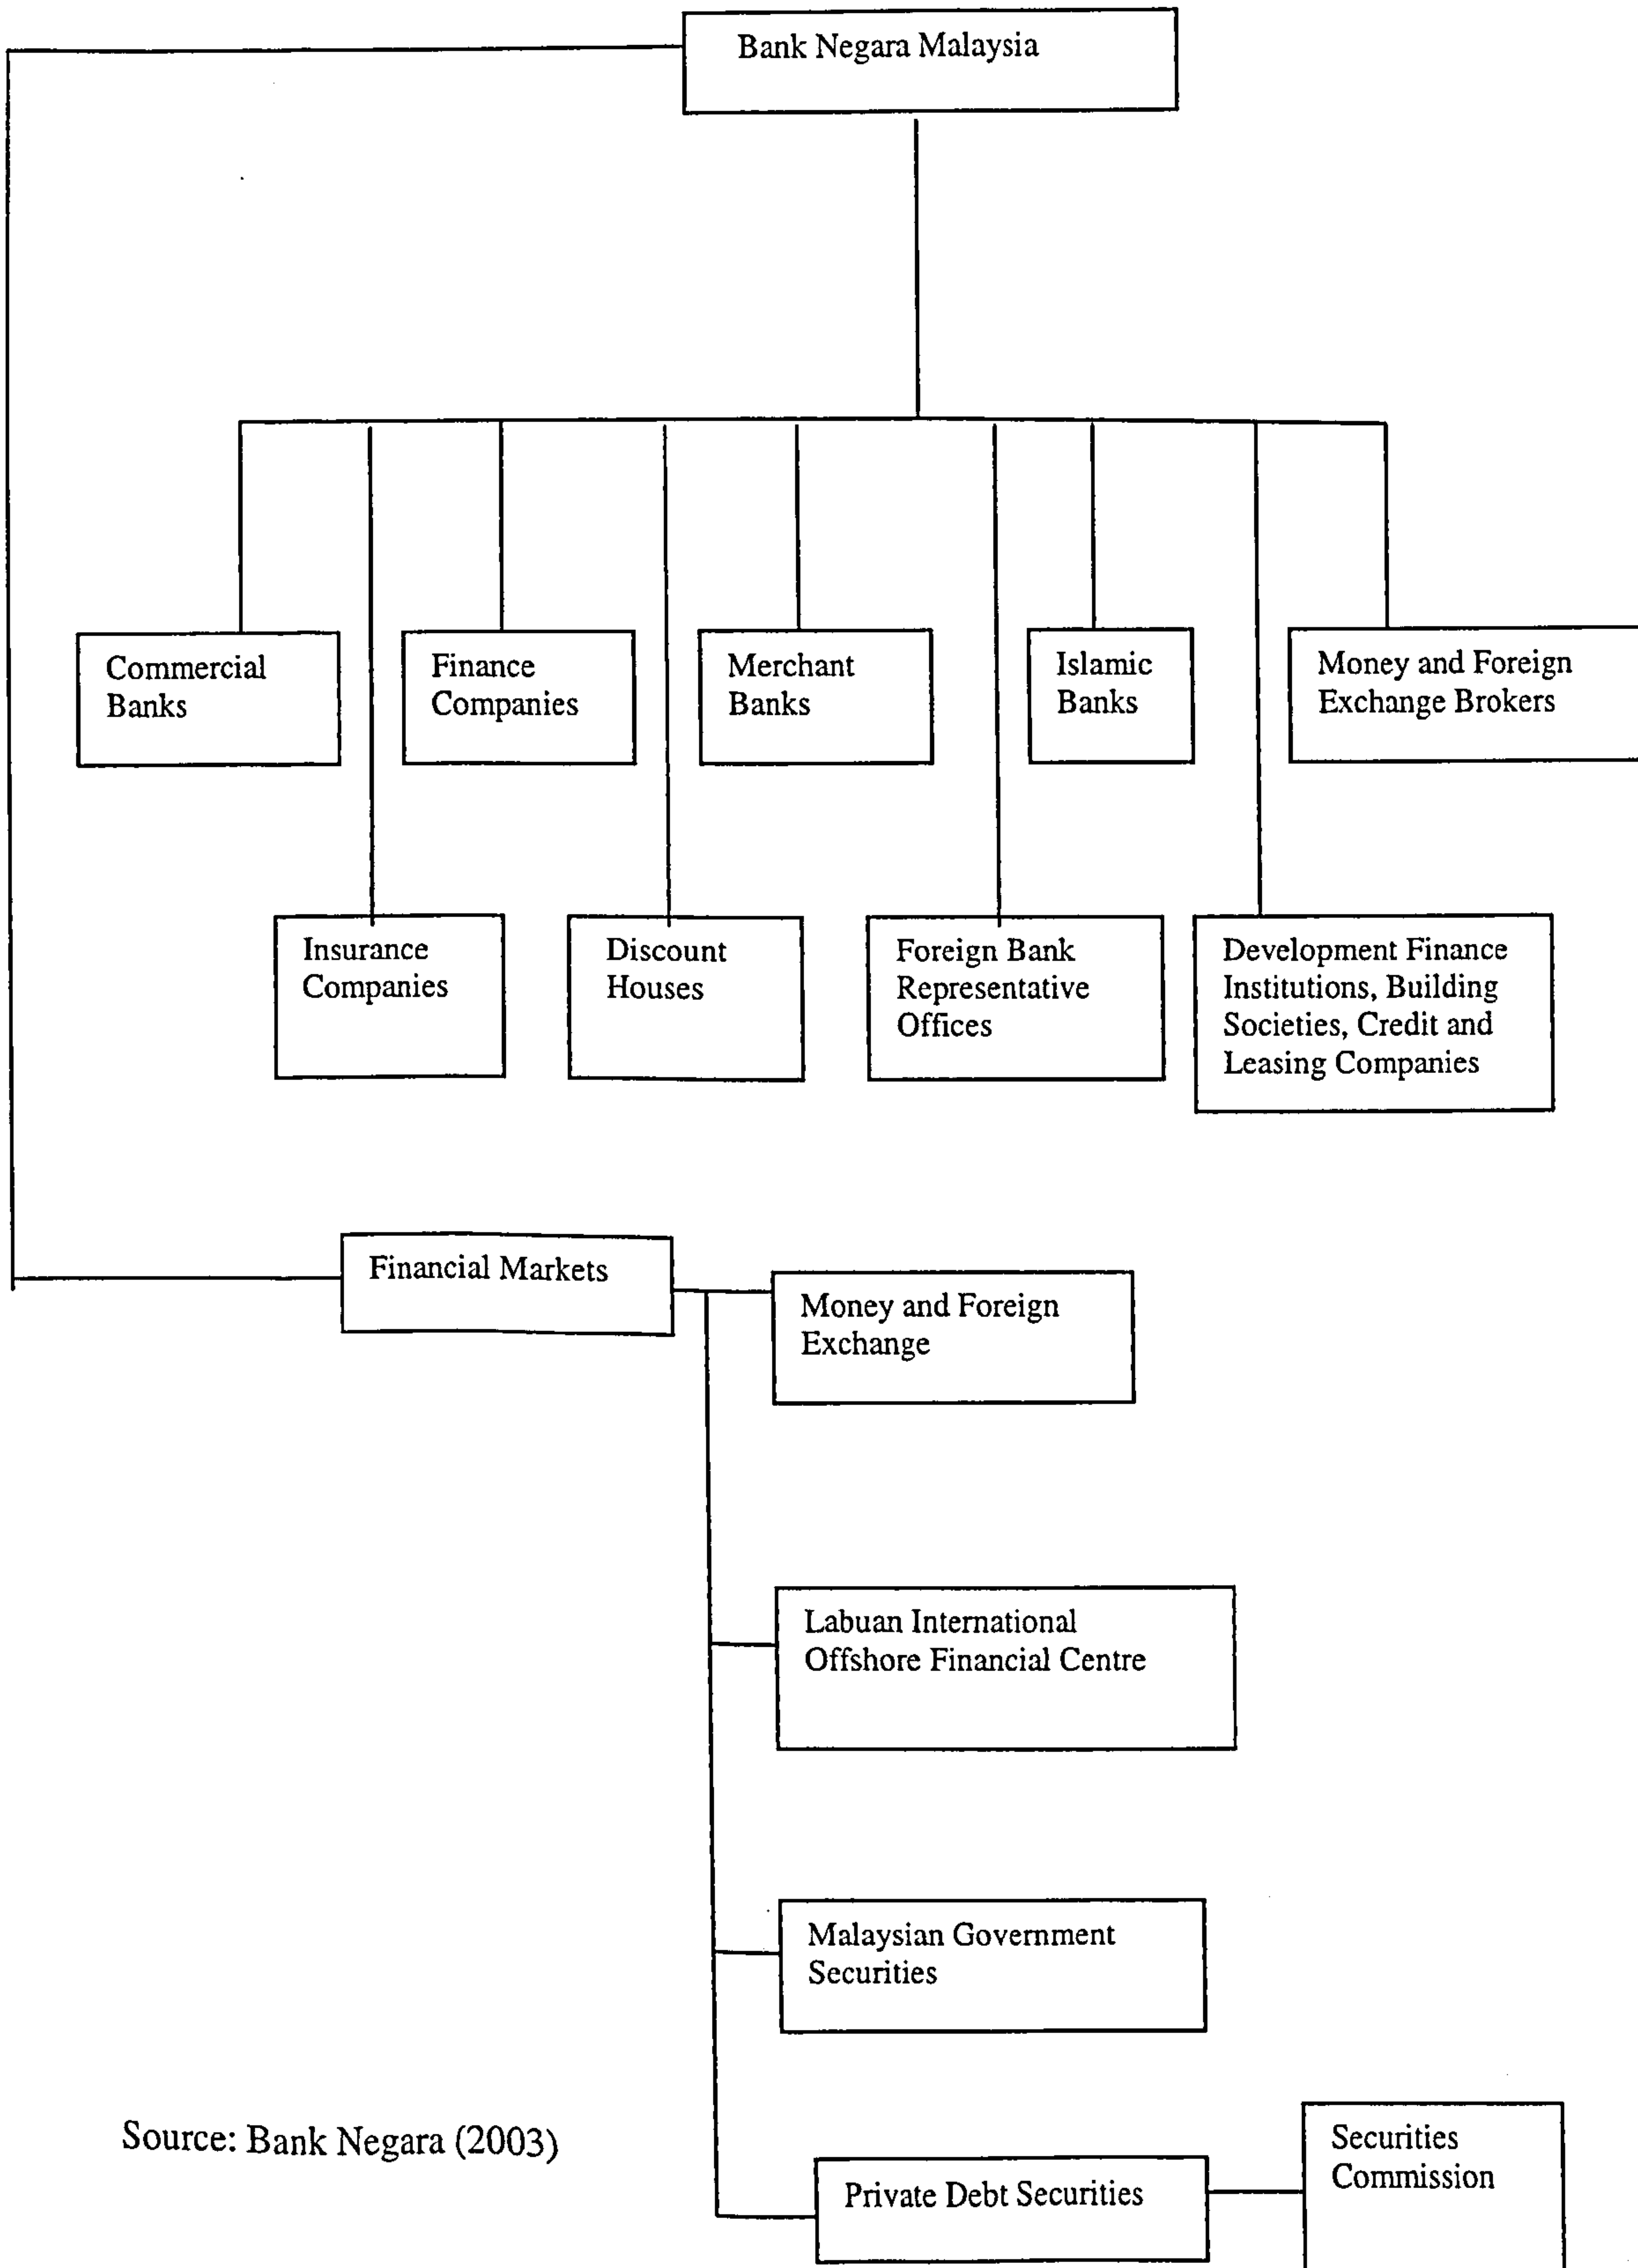 Bank Negara Malaysia
Commercial
Banks
Finance
Companies
Merchant
Banks
Islamic
Banks
Money and Foreign
Exchange Brokers
Insurance
Companies
Discount
Houses
Foreign Bank
Representative
Offices
Development Finance
Institutions, Building
Societies, Credit and
Leasing Companies
Financial Markets
Money and Foreign
Exchange
Labuan International
Offshore Financial Centre
Malaysian Government
Securities
Source: Bank Negara (2003)
Private Debt Securities
Securities
Commission